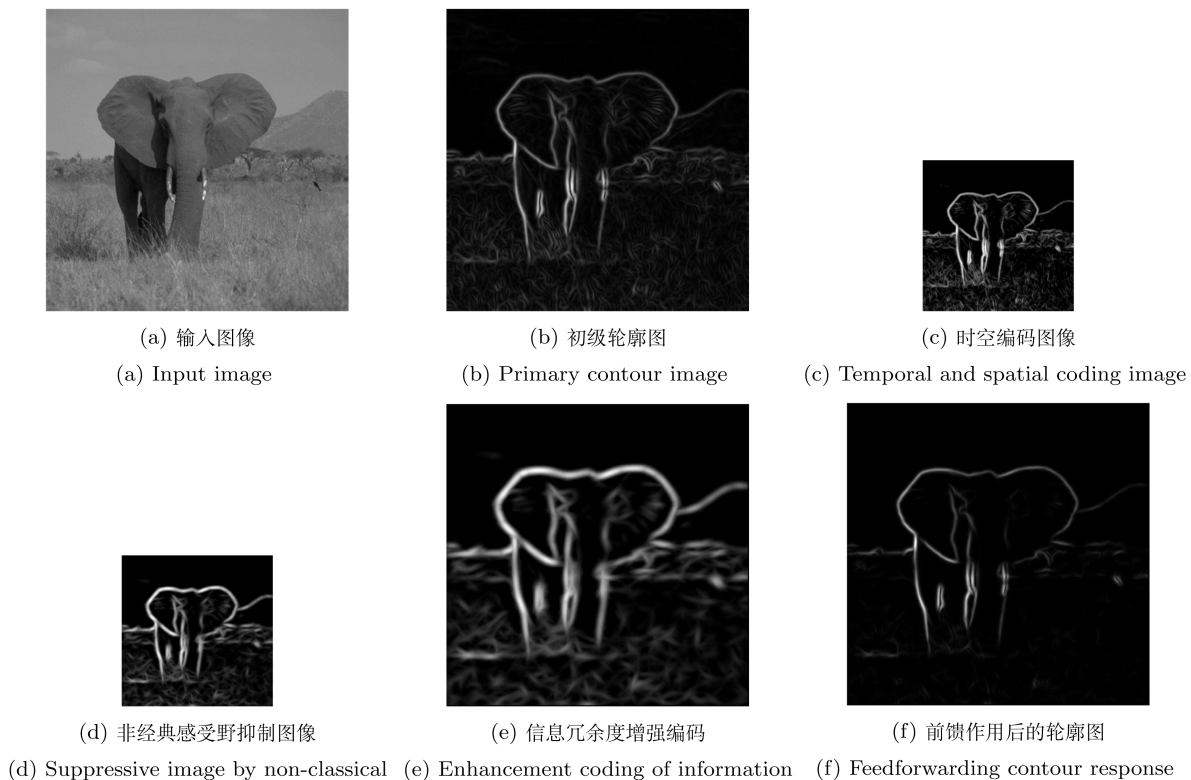 (a) 输入图像
(b) 初级轮廓图
(c) 时空编码图像
(a) Input image
(b) Primary contour image
(c) Temporal and spatial coding image
(d) 非经典感受野抑制图像
(e) 信息冗余度增强编码
(f) 前馈作用后的轮廓图
(d) Suppressive image by non-classical
(e) Enhancement coding of information
(f) Feedforwarding contour response